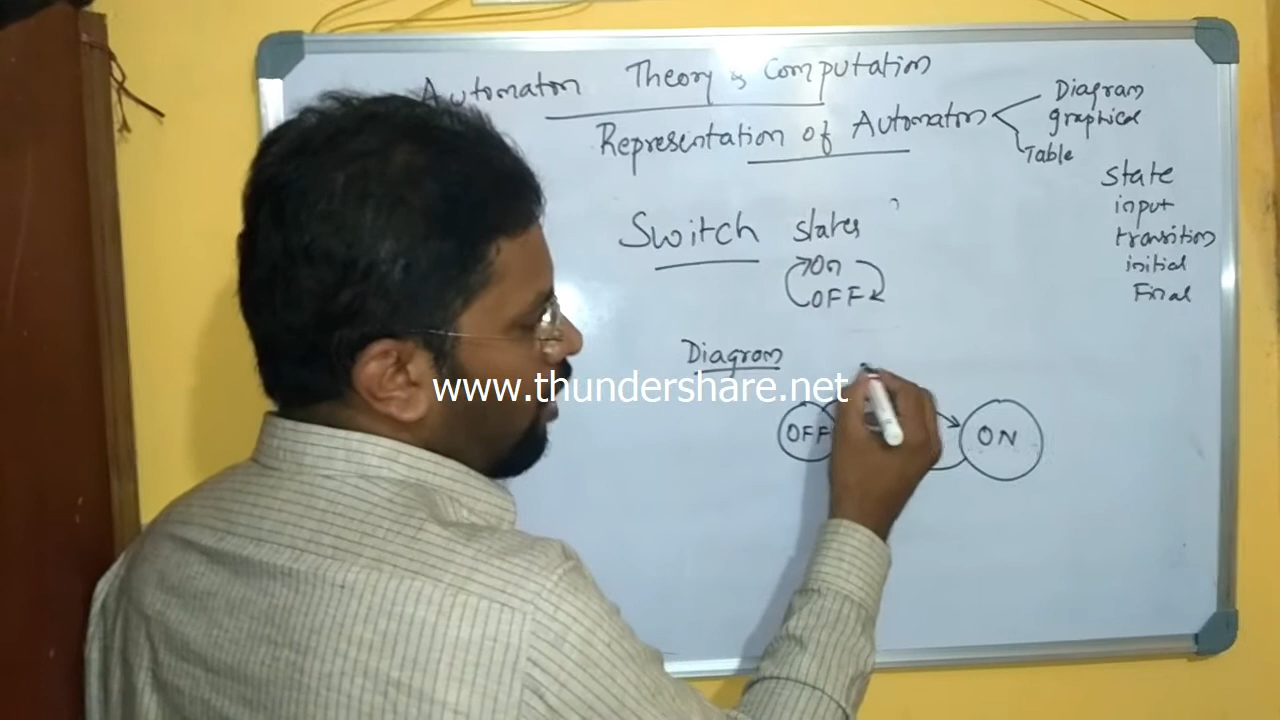 Automaton Theory & Computation
Representation of Automaton
Diagram
graphical
Table
State
input
transition
initial
Final
Switch states
On
OFF
Diagram
www.thundershare.net
OFF
ON